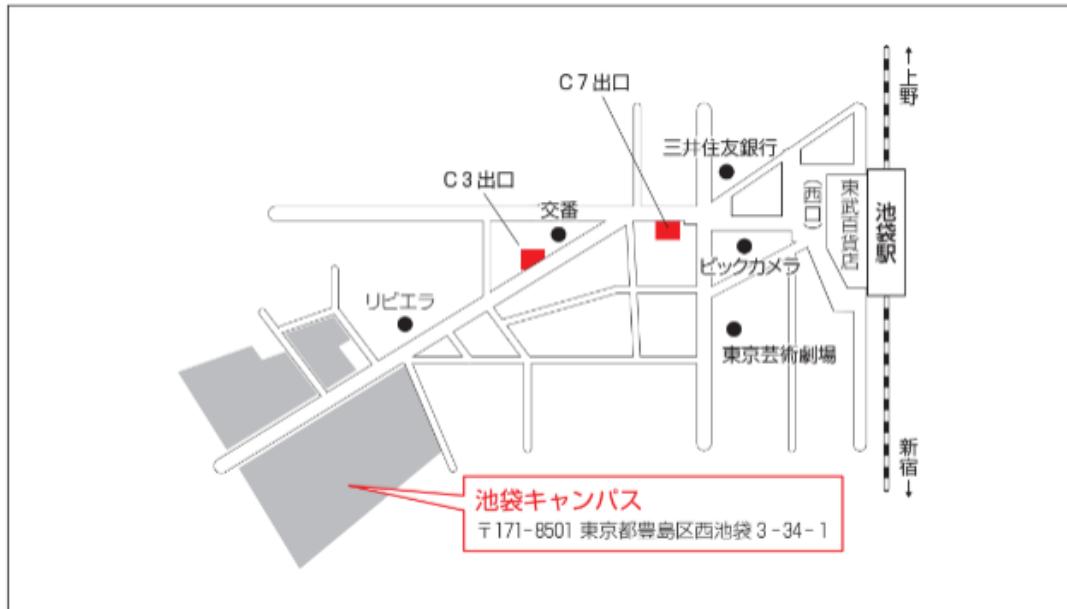 ↑上野
C7出口
三井住友銀行
C3出口
交番
(西口)
東武百貨店
池袋駅
ビックカメラ
リビエラ
東京芸術劇場
新宿↓
池袋キャンパス
〒171-8501 東京都豊島区西池袋3-34-1